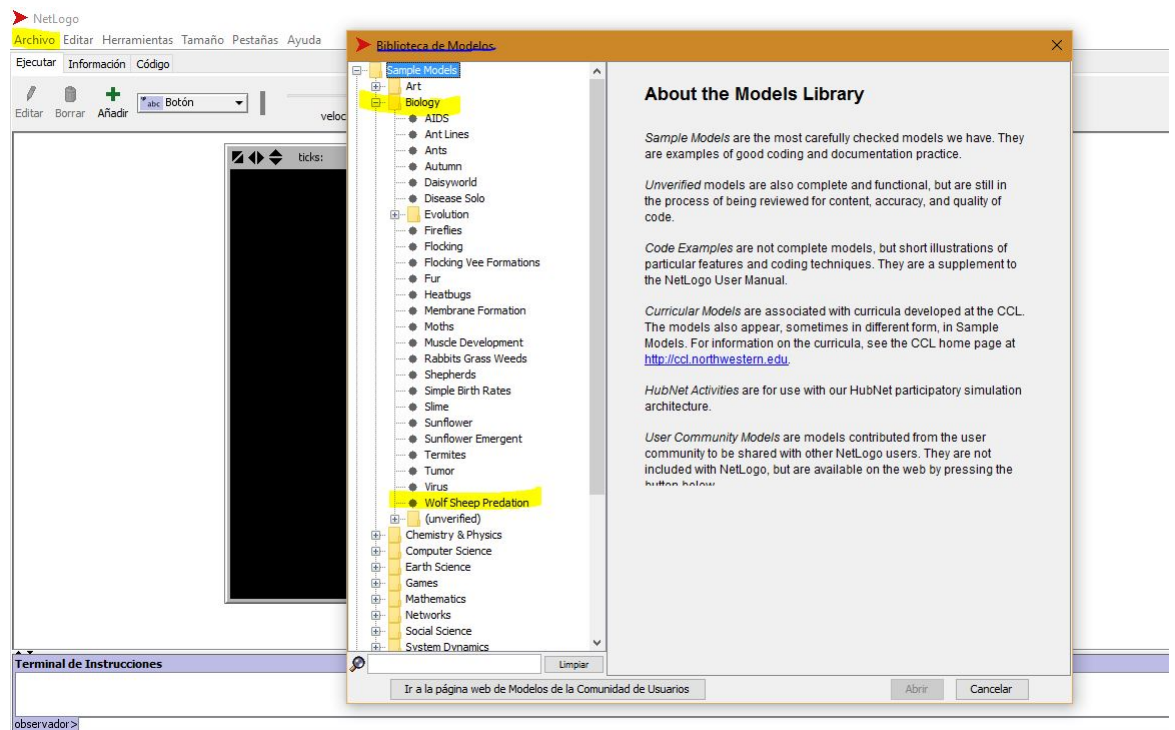 NetLogo
Archivo Editar Herramientas Tamaño Pestañas Ayuda
Ejecutar Información Código
Editar Borrar Añadir
abc Botón
ticks:
Biblioteca de Modelos
Sample Models
Art
Biology
AIDS
Ant Lines
Ants
Autumn
Daisyworld
Disease Solo
Evolution
Fireflies
Flocking
Flocking Vee Formations
Fur
Heatbugs
Membrane Formation
Moths
Muscle Development
Rabbits Grass Weeds
Shepherds
Simple Birth Rates
Slime
Sunflower
Sunflower Emergent
Termites
Tumor
Virus
Wolf Sheep Predation
(unverified)
Chemistry & Physics
Computer Science
Earth Science
Games
Mathematics
Networks
Social Science
System Dynamics
Limpiar
About the Models Library
Sample Models are the most carefully checked models we have. They
are examples of good coding and documentation practice.
Unverified models are also complete and functional, but are still in
the process of being reviewed for content, accuracy, and quality of
code.
Code Examples are not complete models, but short illustrations of
particular features and coding techniques. They are a supplement to
the NetLogo User Manual.
Curricular Models are associated with curricula developed at the CCL.
The models also appear, sometimes in different form, in Sample
Models. For information on the curricula, see the CCL home page at
http://ccl.northwestern.edu.
HubNet Activities are for use with our HubNet participatory simulation
architecture.
User Community Models are models contributed from the user
community to be shared with other NetLogo users. They are not
included with NetLogo, but are available on the web by pressing the
button below
Ir a la página web de Modelos de la Comunidad de Usuarios
Abrir Cancelar
Terminal de Instrucciones
observador>